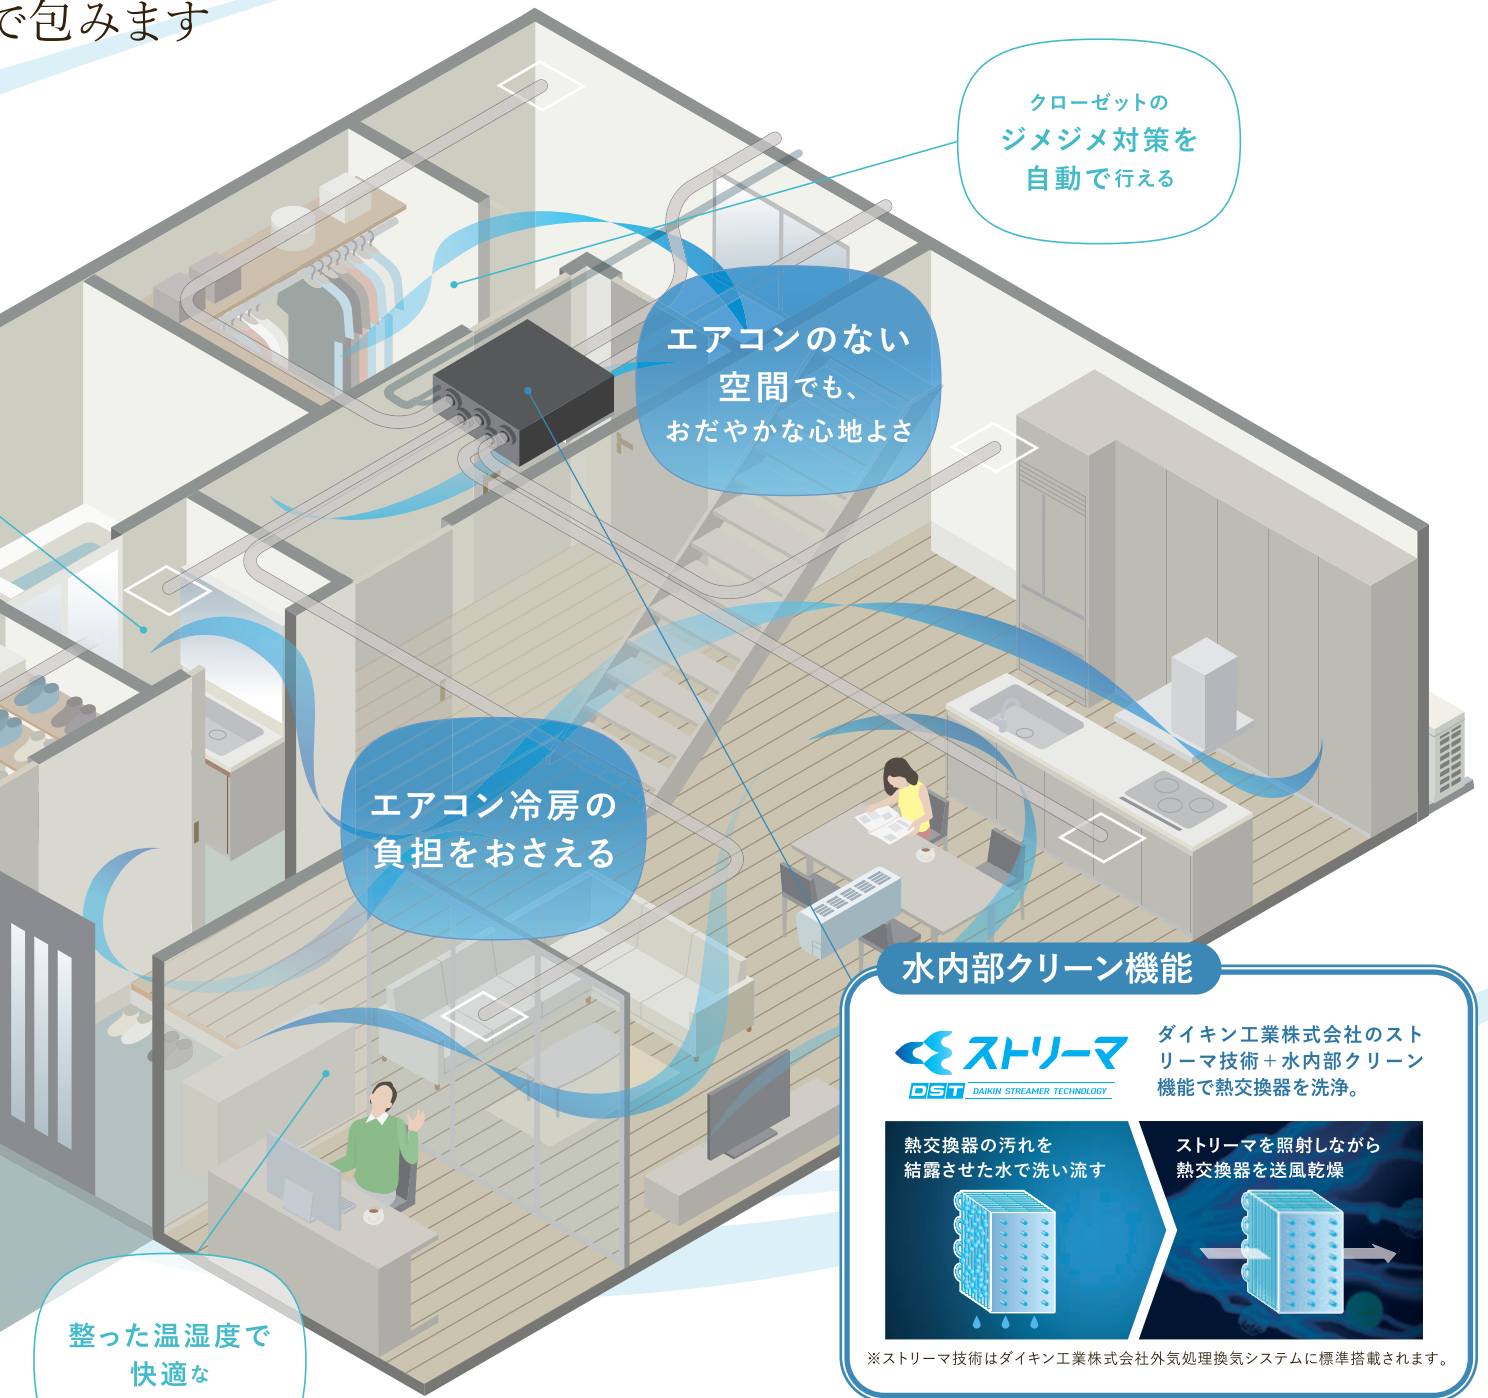 で包みます
クローゼットの
ジメジメ対策を
自動で行える
エアコンのない
空間でも、
おだやかな心地よさ
エアコン冷房の
負担をおさえる
水内部クリーン機能
ストリーマ
DST DAIKIN STREAMER TECHNOLOGY
ダイキン工業株式会社のスト
リーマ技術+水内部クリーン
機能で熱交換器を洗浄。
熱交換器の汚れを
結露させた水で洗い流す
ストリーマを照射しながら
熱交換器を送風乾燥
※ストリーマ技術はダイキン工業株式会社外気処理換気システムに標準搭載されます。
整った温湿度で
快適な